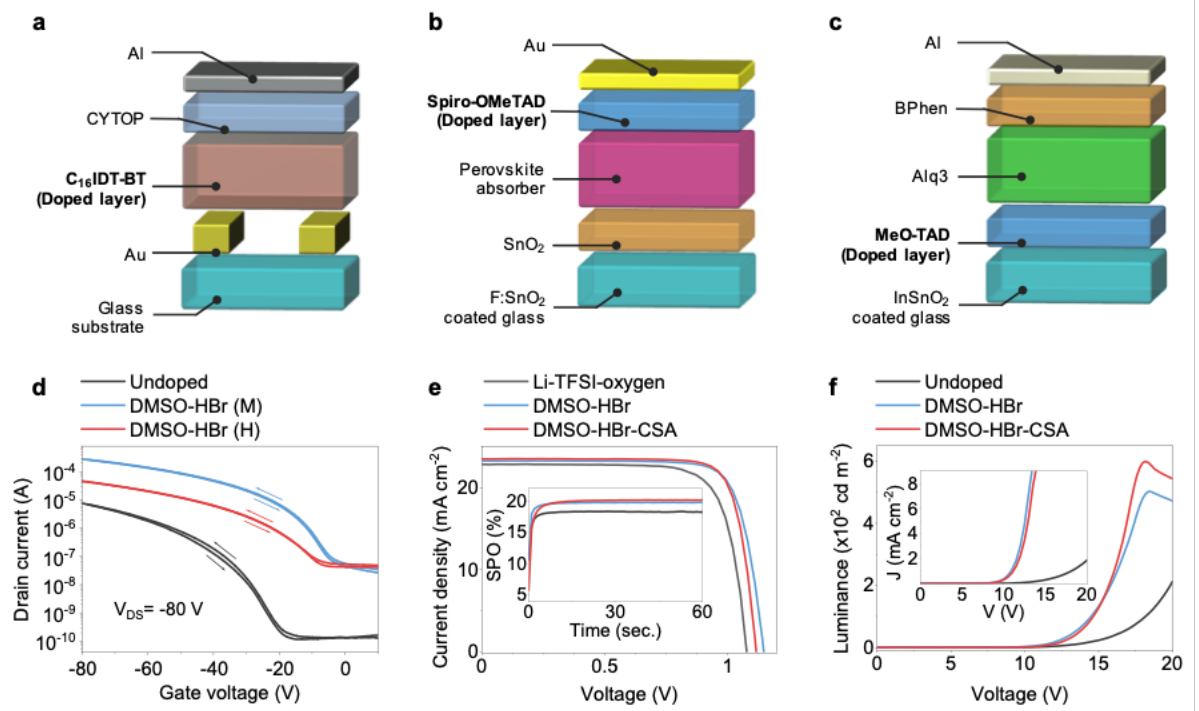 a
Al
CYTOP
C₁₆IDT-BT
(Doped layer)
Au
Glass
substrate
b
Au
Spiro-OMeTAD
(Doped layer)
Perovskite
absorber
SnO₂
F:SnO₂
coated glass
c
Al
BPhen
Alq3
MeO-TAD
(Doped layer)
InSnO₂
coated glass
d
Undoped
DMSO-HBr (M)
DMSO-HBr (H)
Drain current (A)
10⁻⁴
10⁻⁵
10⁻⁶
10⁻⁷
10⁻⁸
10⁻⁹
10⁻¹⁰
V_DS= -80 V
-80 -60 -40 -20 0
Gate voltage (V)
e
Li-TFSI-oxygen
DMSO-HBr
DMSO-HBr-CSA
Current density (mA cm⁻²)
20
10
0
SPO (%)
20
15
10
5
0 30 60
Time (sec.)
0 0.5 1
Voltage (V)
f
Undoped
DMSO-HBr
DMSO-HBr-CSA
Luminance (x10² cd m⁻²)
6
4
2
0
J (mA cm⁻²)
8
6
4
2
0
0 5 10 15 20
V (V)
0 5 10 15 20
Voltage (V)